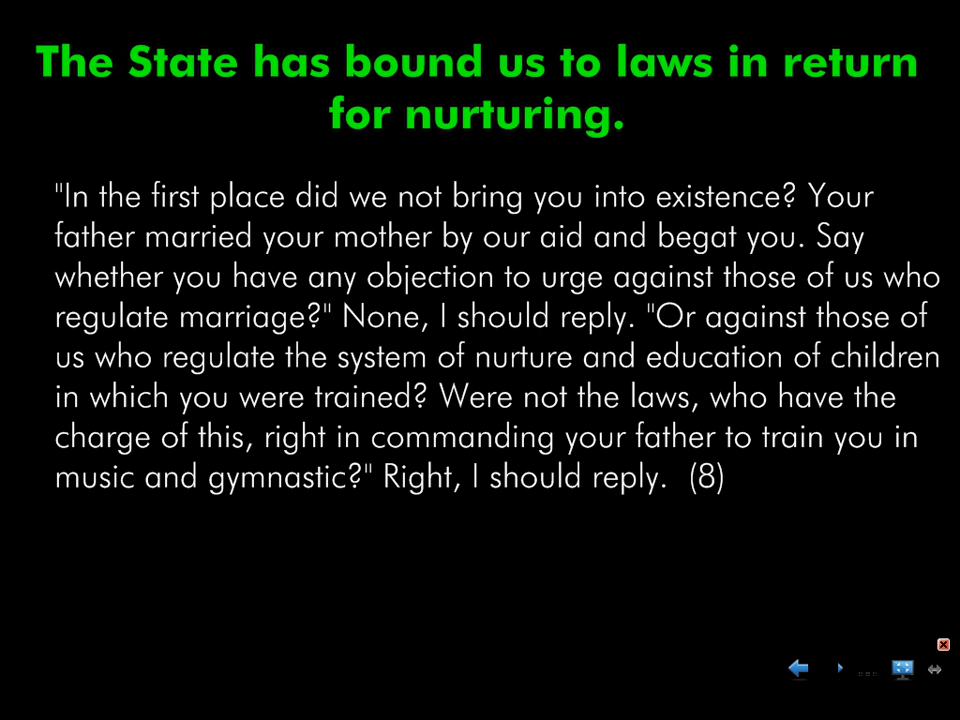 The State has bound us to laws in return
for nurturing.
"In the first place did we not bring you into existence? Your
father married your mother by our aid and begat you. Say
whether you have any objection to urge against those of us who
regulate marriage?" None, I should reply. "Or against those of
us who regulate the system of nurture and education of children
in which you were trained? Were not the laws, who have the
charge of this, right in commanding your father to train you in
music and gymnastic?" Right, I should reply.  (8)